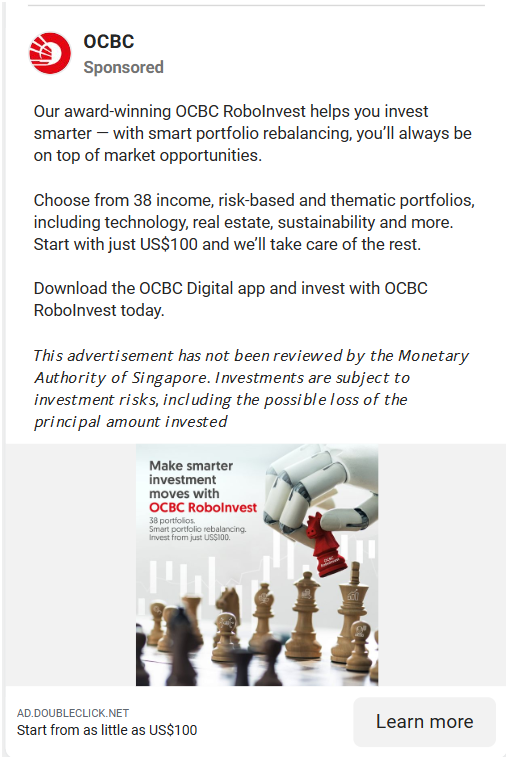 OCBC
Sponsored
Our award-winning OCBC RoboInvest helps you invest
smarter — with smart portfolio rebalancing, you’ll always be
on top of market opportunities.
Choose from 38 income, risk-based and thematic portfolios,
including technology, real estate, sustainability and more.
Start with just US$100 and we’ll take care of the rest.
Download the OCBC Digital app and invest with OCBC
RoboInvest today.
This advertisement has not been reviewed by the Monetary
Authority of Singapore. Investments are subject to
investment risks, including the possible loss of the
principal amount invested
Make smarter
investment
moves with
OCBC RoboInvest
38 portfolios.
Smart portfolio rebalancing.
Invest from just US$100.
OCBC
RoboInvest
AD.DOUBLECLICK.NET
Start from as little as US$100
Learn more